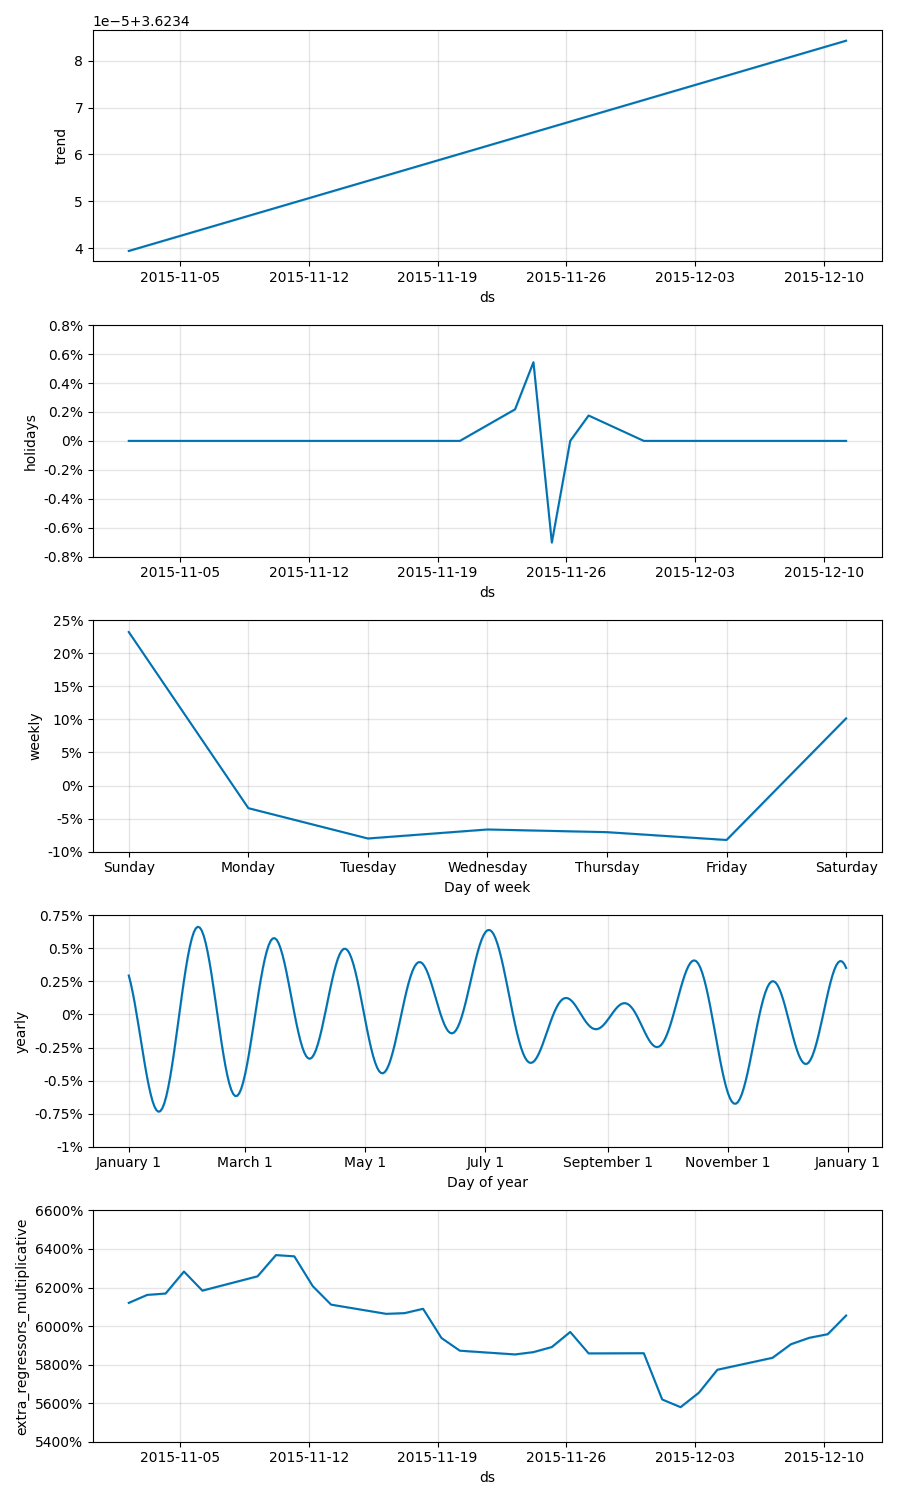 1e−5+3.6234
8
7
6
5
4
trend
2015-11-05 2015-11-12 2015-11-19 2015-11-26 2015-12-03 2015-12-10
ds
0.8%
0.6%
0.4%
0.2%
0%
-0.2%
-0.4%
-0.6%
-0.8%
holidays
2015-11-05 2015-11-12 2015-11-19 2015-11-26 2015-12-03 2015-12-10
ds
25%
20%
15%
10%
5%
0%
-5%
-10%
weekly
Sunday Monday Tuesday Wednesday Thursday Friday Saturday
Day of week
0.75%
0.5%
0.25%
0%
-0.25%
-0.5%
-0.75%
-1%
yearly
January 1 March 1 May 1 July 1 September 1 November 1 January 1
Day of year
6600%
6400%
6200%
6000%
5800%
5600%
5400%
extra_regressors_multiplicative
2015-11-05 2015-11-12 2015-11-19 2015-11-26 2015-12-03 2015-12-10
ds